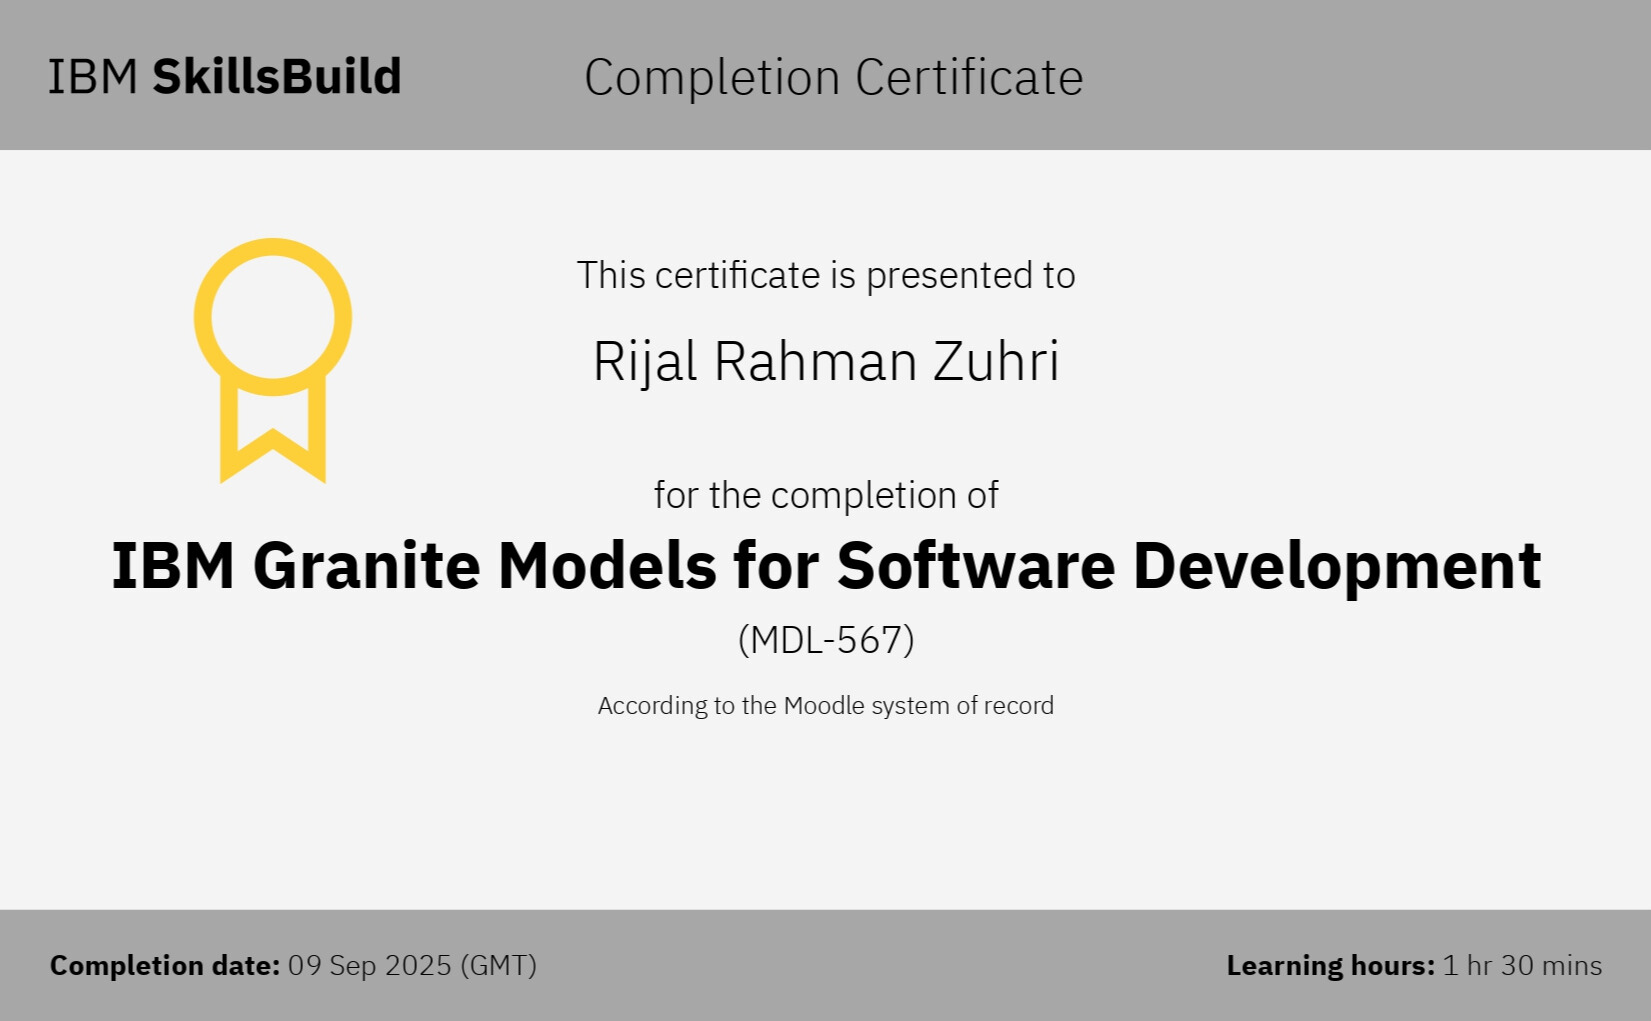 IBM SkillsBuild
Completion Certificate
This certificate is presented to
Rijal Rahman Zuhri
for the completion of
IBM Granite Models for Software Development
(MDL-567)
According to the Moodle system of record
Completion date: 09 Sep 2025 (GMT)
Learning hours: 1 hr 30 mins